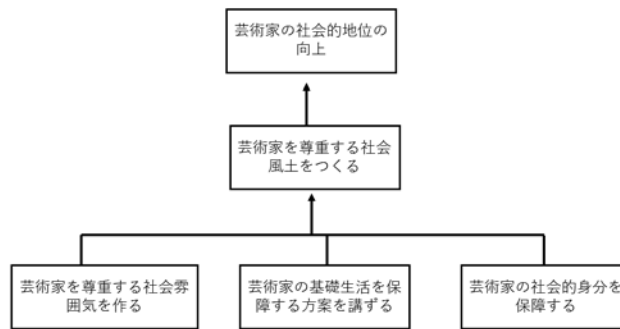 芸術家の社会的地位の
向上
芸術家を尊重する社会
風土をつくる
芸術家を尊重する社会雰
囲気を作る
芸術家の基礎生活を保
障する方案を講ずる
芸術家の社会的身分を
保障する